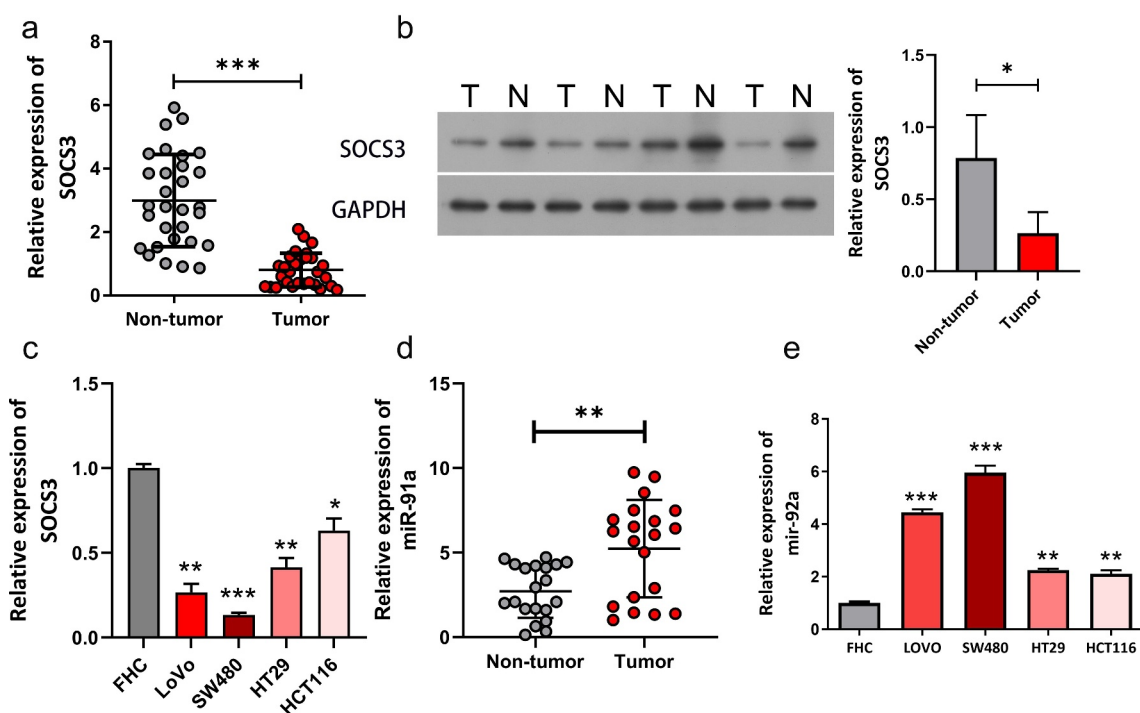 a
Relative expression of
SOCS3
8
6
4
2
0
***
Non-tumor
Tumor
b
T N T N T N T N
SOCS3
GAPDH
Relative expression of
SOCS3
1.5
1.0
0.5
0.0
*
Non-tumor
Tumor
c
Relative expression of
SOCS3
1.5
1.0
0.5
0.0
**
***
**
*
FHC
LoVo
SW480
HT29
HCT116
d
Relative expression of
miR-91a
15
10
5
0
**
Non-tumor
Tumor
e
Relative expression of
mir-92a
8
6
4
2
0
***
***
**
**
FHC
LOVO
SW480
HT29
HCT116